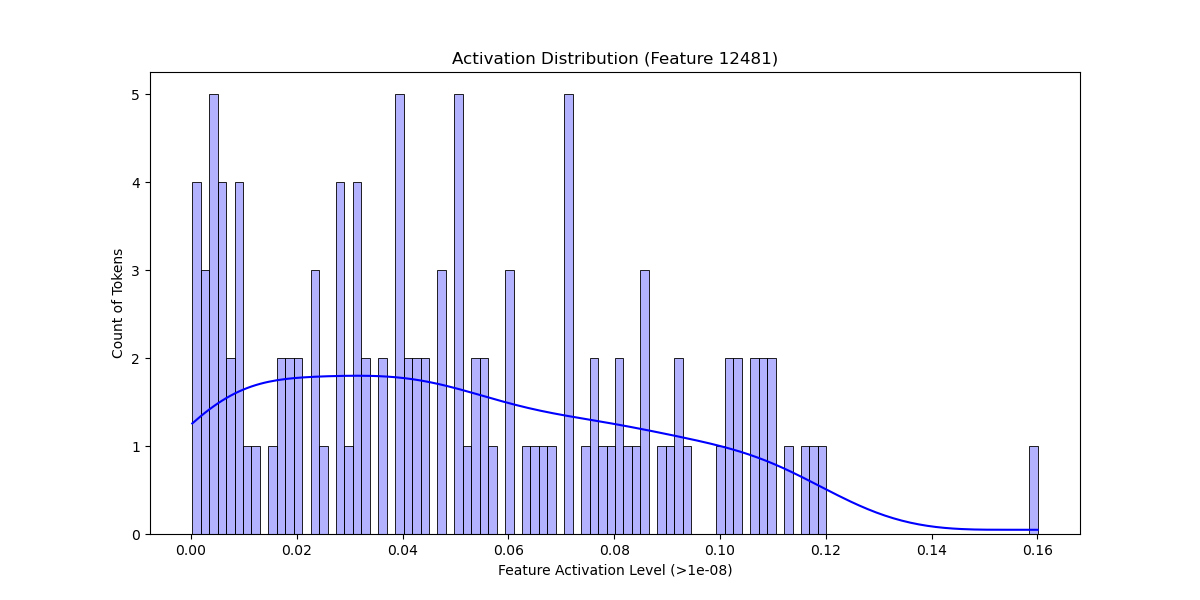 Activation Distribution (Feature 12481)
Count of Tokens
5
4
3
2
1
0
0.00 0.02 0.04 0.06 0.08 0.10 0.12 0.14 0.16
Feature Activation Level (>1e-08)